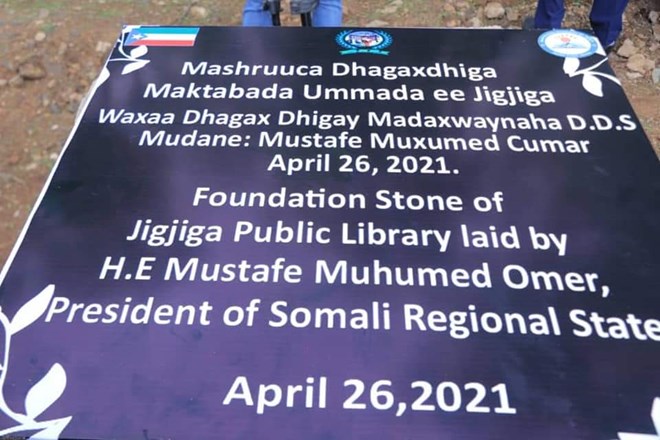 Mashruuca Dhagaxdhiga
Maktabada Ummada ee Jigjiga
Waxaa Dhagax Dhigay Madaxwaynaha D.D.S
Mudane: Mustafe Muxumed Cumar
April 26, 2021.
Foundation Stone of
Jigjiga Public Library laid by
H.E Mustafe Muhumed Omer,
President of Somali Regional State
April 26,2021